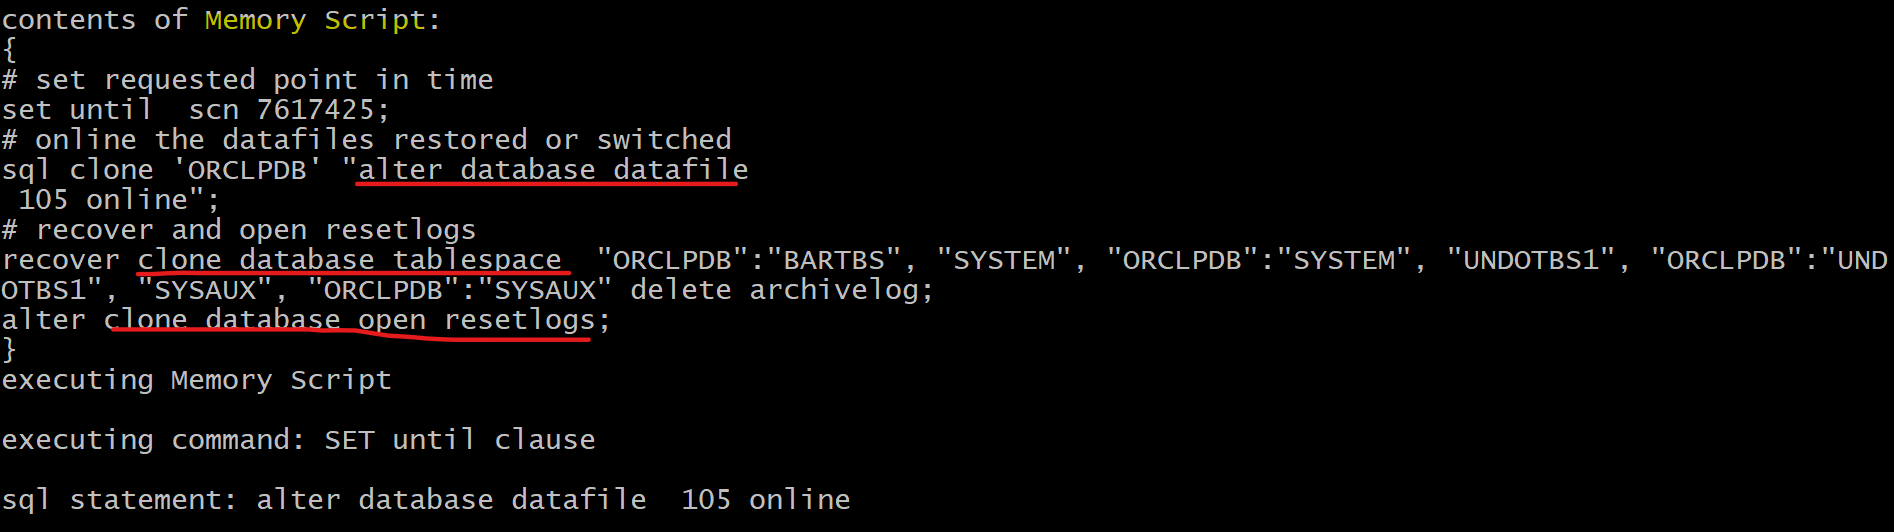 contents of Memory Script:
{
# set requested point in time
set until  scn 7617425;
# online the datafiles restored or switched
sql clone 'ORCLPDB' "alter database datafile
 105 online";
# recover and open resetlogs
recover clone database tablespace  "ORCLPDB":"BARTBS", "SYSTEM", "ORCLPDB":"SYSTEM", "UNDOTBS1", "ORCLPDB":"UND
OTBS1", "SYSAUX", "ORCLPDB":"SYSAUX" delete archivelog;
alter clone database open resetlogs;
}
executing Memory Script
executing command: SET until clause
sql statement: alter database datafile  105 online